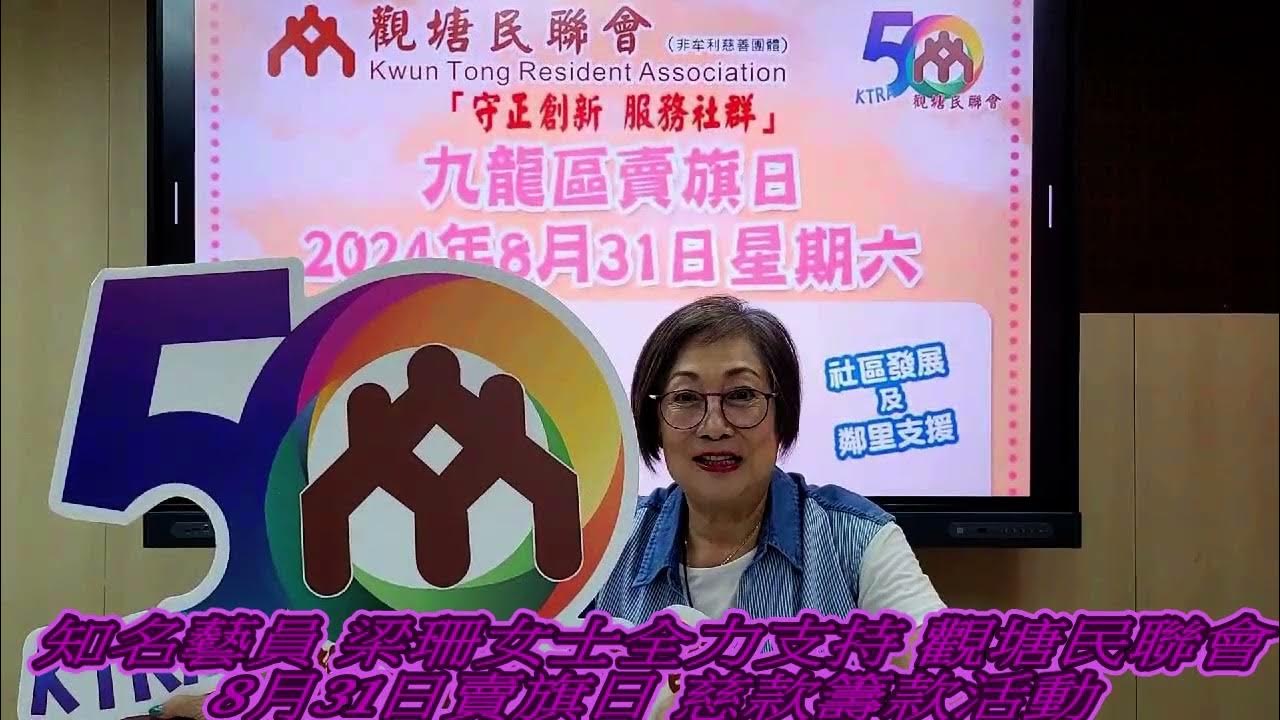 觀塘民聯會(非牟利慈善團體)
Kwun Tong Resident Association
50
KTRA 觀塘民聯會
「守正創新 服務社群」
九龍區賣旗日
2024年8月31日星期六
社區發展
及
鄰里支援
50
KTRA
知名藝員 梁珊女士全力支持 觀塘民聯會
8月31日賣旗日 慈款籌款活動